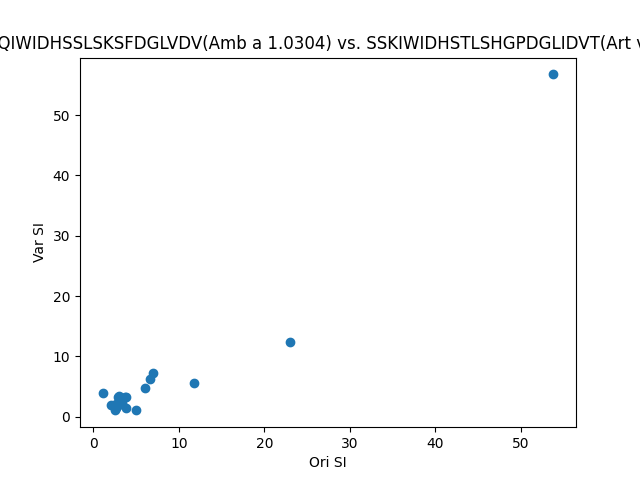 QIWIDHSSLSKSFDGLVDV(Amb a 1.0304) vs. SSKIWIDHSTLSHGPDGLIDVT(Art v
50
40
30
20
10
0
Var SI
0 10 20 30 40 50
Ori SI